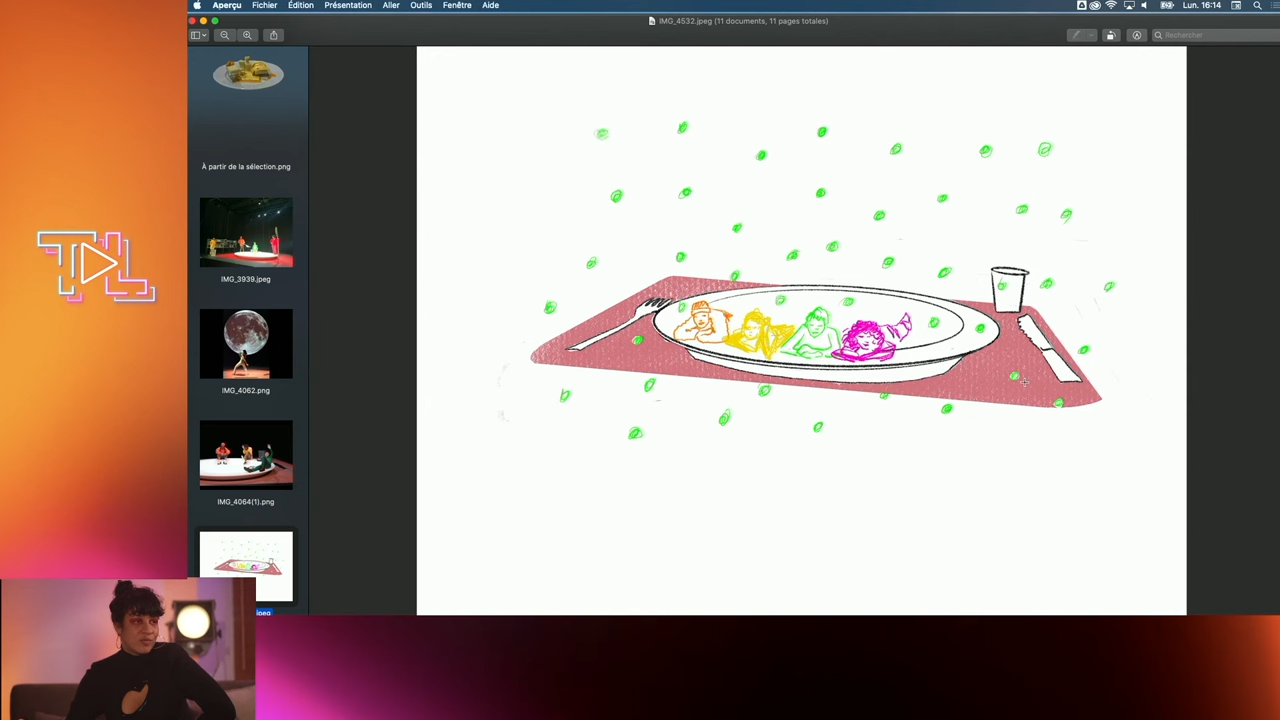 Aperçu Fichier Édition Présentation Aller Outils Fenêtre Aide Lun. 16:14
IMG_4532.jpeg (11 documents, 11 pages totales)
Rechercher
À partir de la sélection.png
IMG_3939.jpeg
IMG_4062.png
IMG_4064(1).png
jpeg